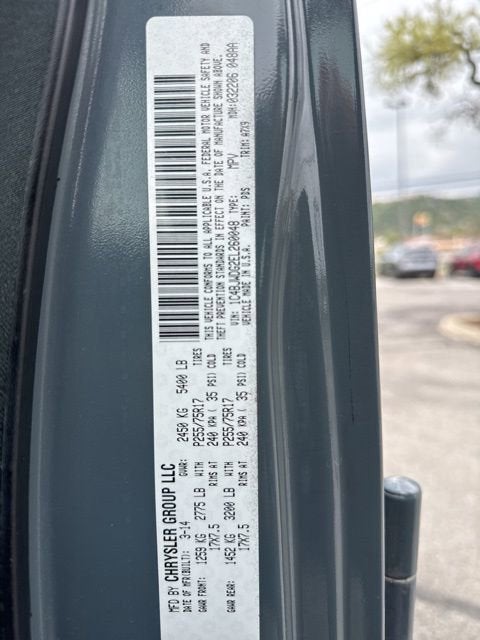 MFD BY CHRYSLER GROUP LLC
DATE OF MFR(BUILT): 3-14 GVWR: 2450 KG 5400 LB
GAWR FRONT: 1259 KG 2775 LB WITH P255/75R17 TIRES
17X7.5 RIMS AT 240 KPA ( 35 PSI) COLD
GAWR REAR: 1452 KG 3200 LB WITH P255/75R17 TIRES
17X7.5 RIMS AT 240 KPA ( 35 PSI) COLD
THIS VEHICLE CONFORMS TO ALL APPLICABLE U.S.A. FEDERAL MOTOR VEHICLE SAFETY AND
THEFT PREVENTION STANDARDS IN EFFECT ON THE DATE OF MANUFACTURE SHOWN ABOVE.
VIN: 1C4BJWDG2EL260048 TYPE: MPV MDH:032206 048AA
VEHICLE MADE IN U.S.A. PAINT: PDS TRIM: A7X9